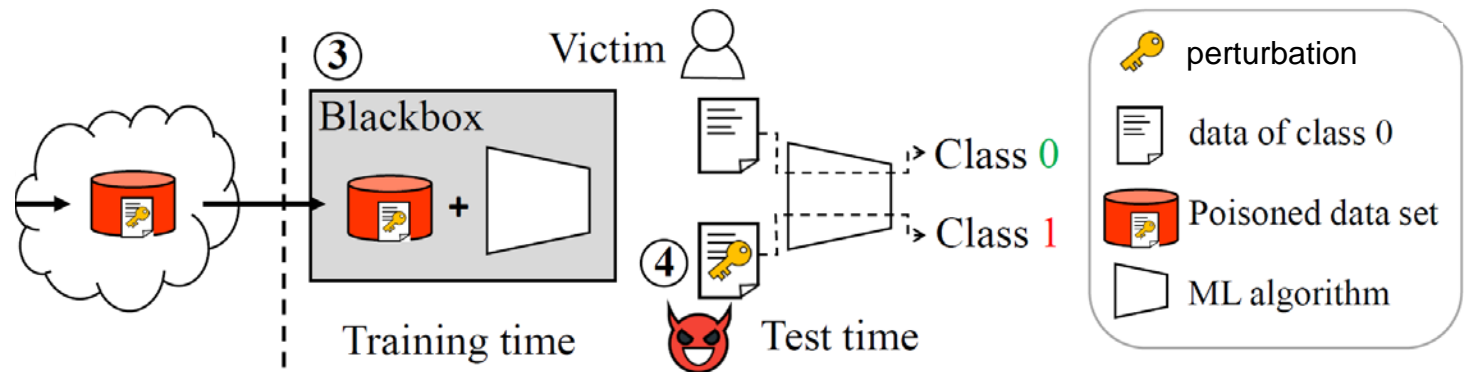 ③
Victim
Blackbox
+
Class 0
Class 1
④
Training time
Test time
perturbation
data of class 0
Poisoned data set
ML algorithm